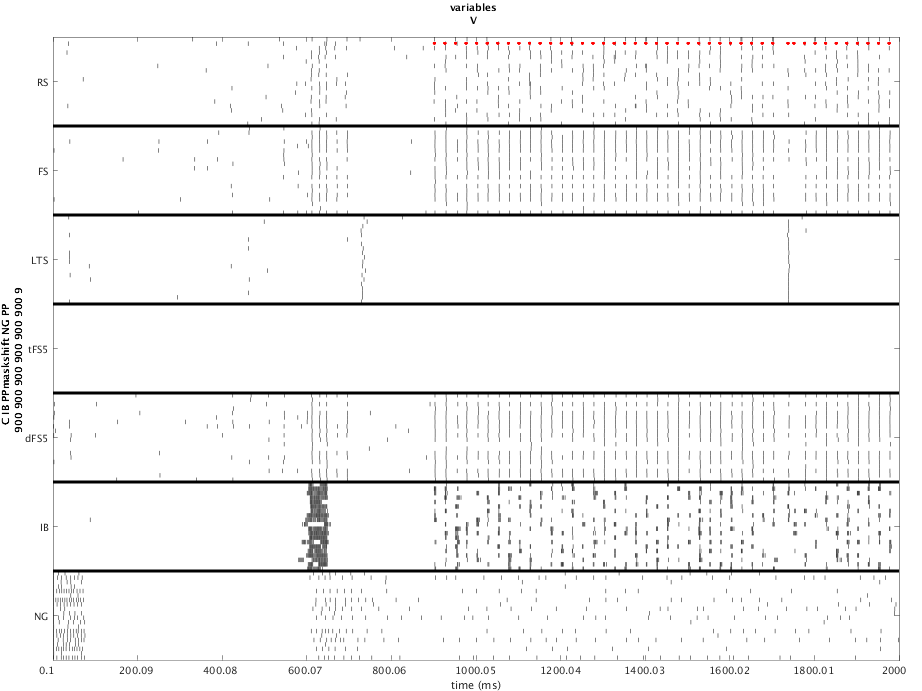 variables
V
RS
FS
LTS
tFS5
dFS5
IB
NG
C IB PPmaskshift NG PP
900 900 900 900 900 900 9
0.1 200.09 400.08 600.07 800.06 1000.05 1200.04 1400.03 1600.02 1800.01 2000
time (ms)